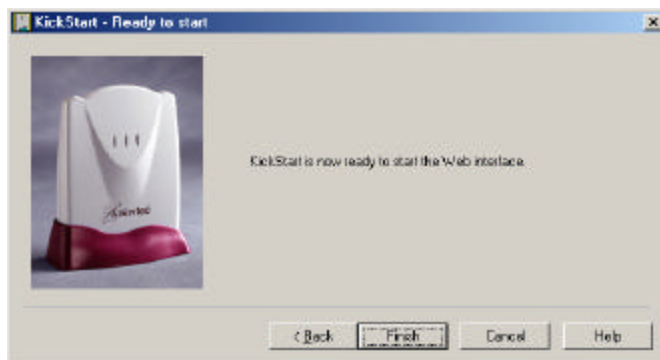 KickStart - Ready to start
KickStart is now ready to start the Web interface.
< Back
Finish
Cancel
Help